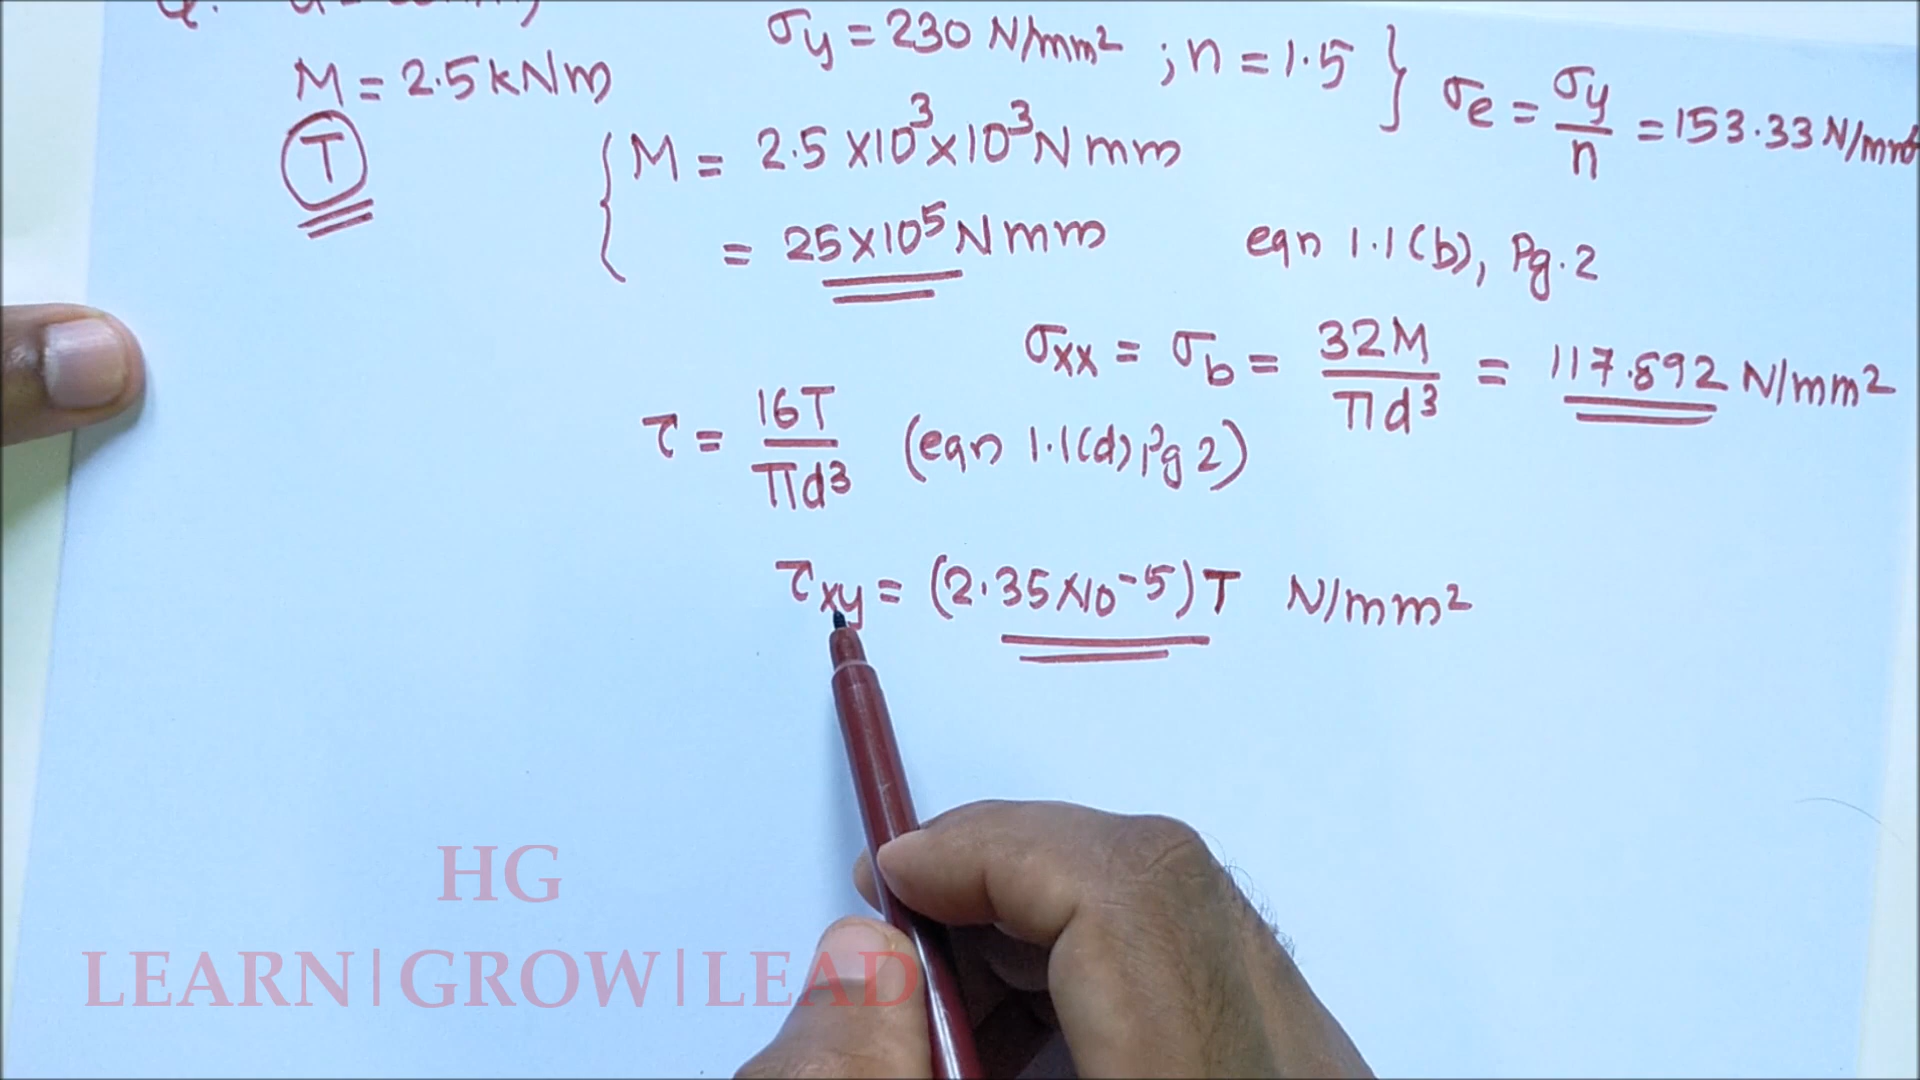 σy = 230 N/mm² ; n = 1.5 } σe = σy/n = 153.33 N/mm²
M = 2.5 kNm
T
{ M = 2.5 ×10³×10³ N mm
= 25×10⁵ N mm
eqn 1.1(b), Pg. 2
σxx = σb = 32M/πd³ = 117.892 N/mm²
τ = 16T/πd³ (eqn 1.1(d) Pg 2)
τxy = (2.35×10⁻⁵)T N/mm²
HG
LEARN|GROW|LEAD